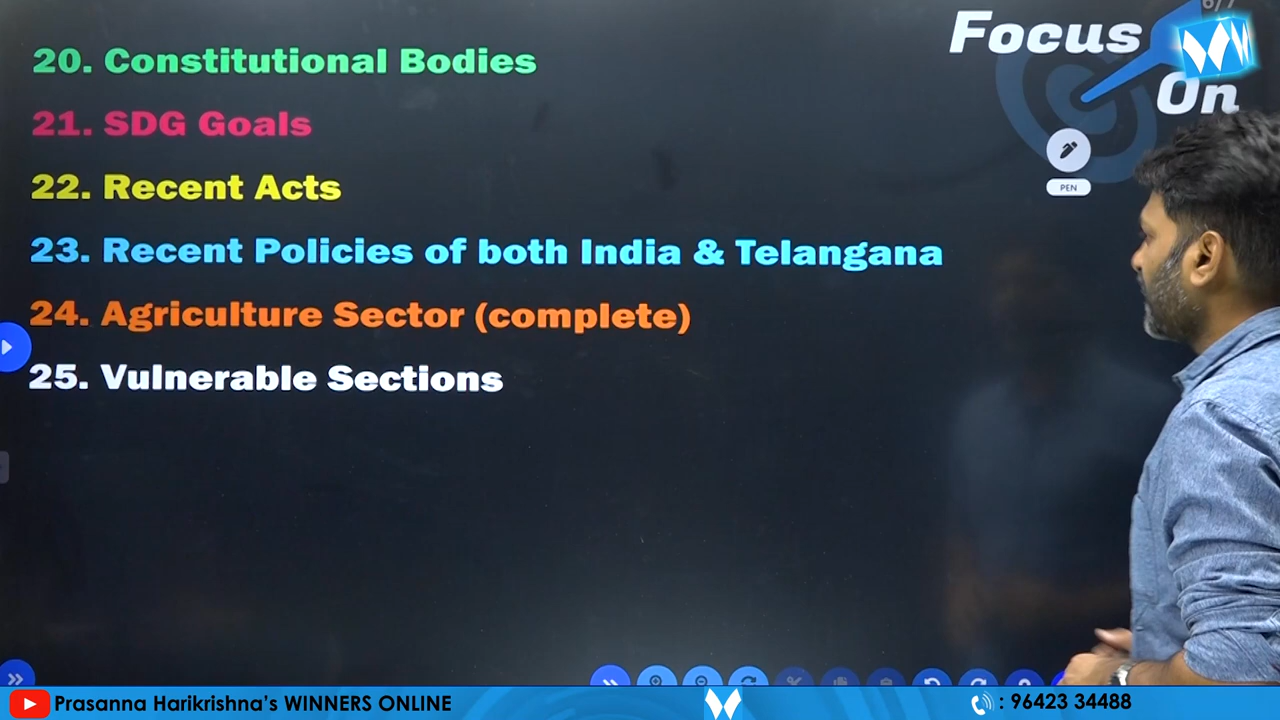 Focus
On
20. Constitutional Bodies
21. SDG Goals
22. Recent Acts
23. Recent Policies of both India & Telangana
24. Agriculture Sector (complete)
25. Vulnerable Sections
PEN
Prasanna Harikrishna's WINNERS ONLINE
: 96423 34488